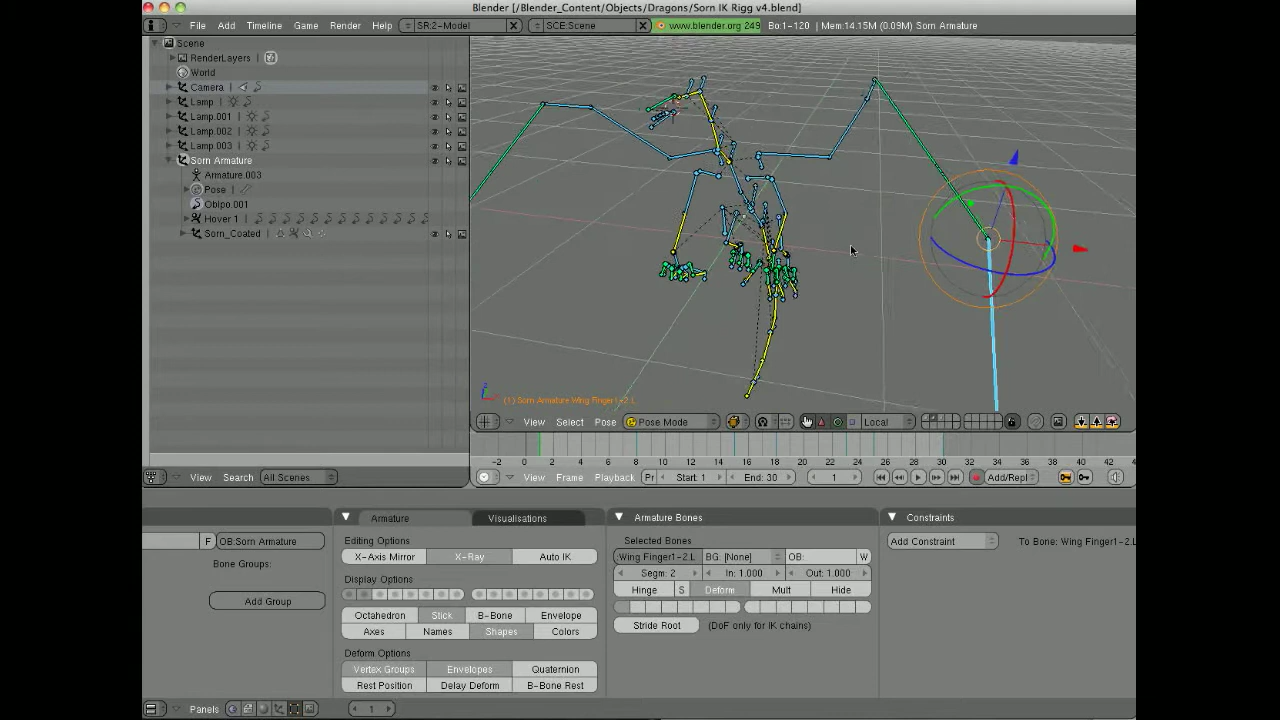 Blender [/Blender_Content/Objects/Dragons/Sorn IK Rigg v4.blend]
File Add Timeline Game Render Help SR:2-Model X SCE:Scene X www.blender.org 249 Bo:1-120 | Mem:14.15M (0.09M) Sorn Armature
Scene
RenderLayers |
World
Camera |
Lamp |
Lamp.001 |
Lamp.002 |
Lamp.003 |
Sorn Armature
Armature.003
Pose |
ObIpo.001
Hover 1 |
Sorn_Coated |
(1) Sorn Armature Wing Finger1-2.L
View Select Pose Pose Mode Local
-2 0 2 4 6 8 10 12 14 16 18 20 22 24 26 28 30 32 34 36 38 40 42 44
View Search All Scenes
View Frame Playback Pr Start: 1 End: 30 1 Add/Repl
Armature Visualisations Armature Bones Constraints
F OB:Sorn Armature
Bone Groups:
Add Group
Editing Options
X-Axis Mirror X-Ray Auto IK
Display Options
Octahedron Stick B-Bone Envelope
Axes Names Shapes Colors
Deform Options
Vertex Groups Envelopes Quaternion
Rest Position Delay Deform B-Bone Rest
Selected Bones
Wing Finger1-2.L BG: [None] OB: W
Segm: 2 In: 1.000 Out: 1.000
Hinge S Deform Mult Hide
Stride Root (DoF only for IK chains)
Add Constraint To Bone: Wing Finger1-2.L
Panels 1